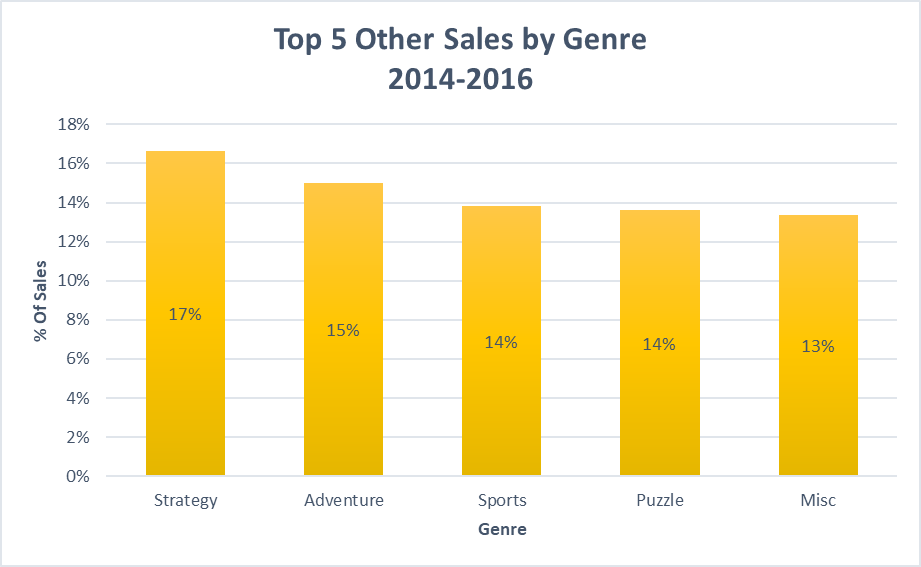 Top 5 Other Sales by Genre
2014-2016
18%
16%
14%
12%
10%
8%
6%
4%
2%
0%
% Of Sales
17%
15%
14%
14%
13%
Strategy
Adventure
Sports
Puzzle
Misc
Genre